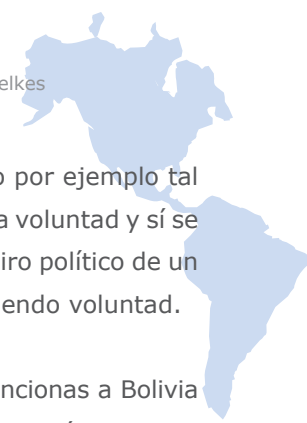 elkes
o por ejemplo tal
a voluntad y sí se
iro político de un
endo voluntad.
ncionas a Bolivia